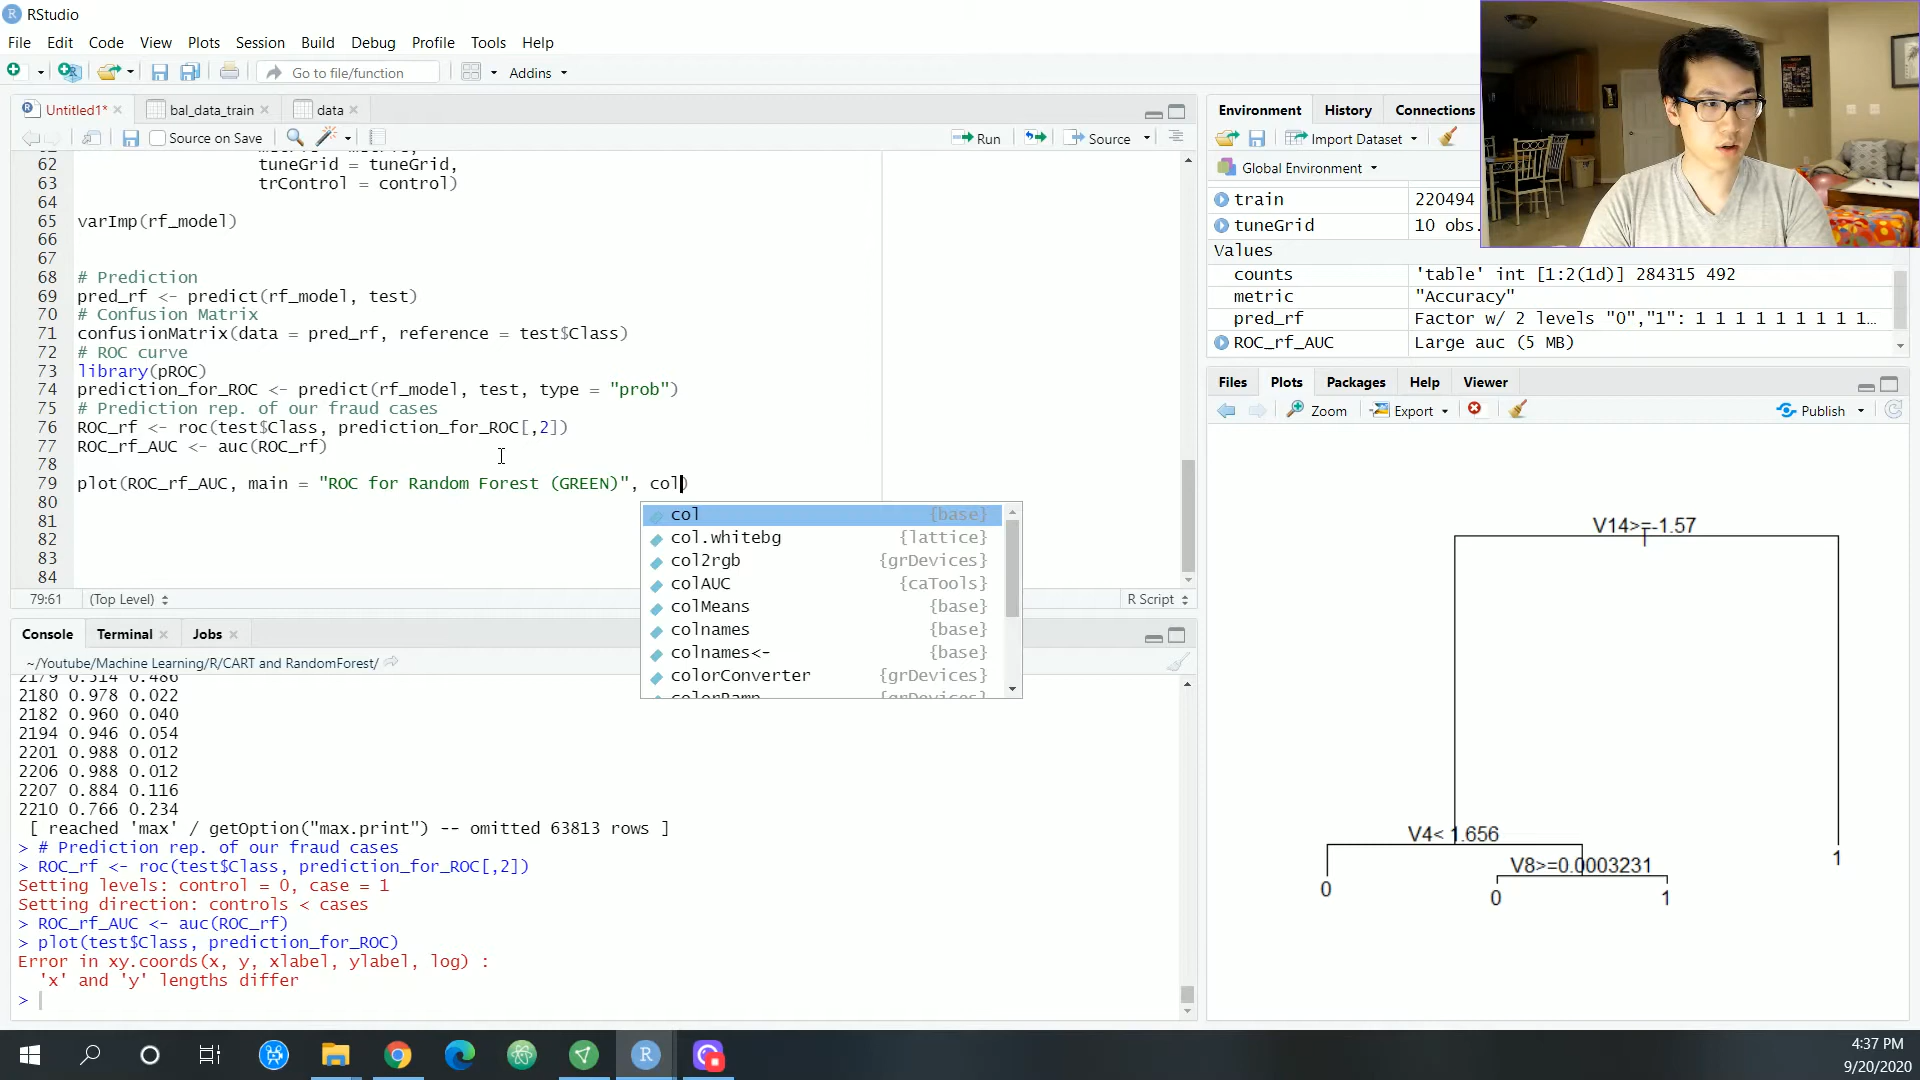 RStudio
File Edit Code View Plots Session Build Debug Profile Tools Help
Go to file/function Addins
Untitled1* bal_data_train data
Source on Save Run Source
62 tuneGrid = tuneGrid,
63 trControl = control)
64
65 varImp(rf_model)
66
67
68 # Prediction
69 pred_rf <- predict(rf_model, test)
70 # Confusion Matrix
71 confusionMatrix(data = pred_rf, reference = test$Class)
72 # ROC curve
73 library(pROC)
74 prediction_for_ROC <- predict(rf_model, test, type = "prob")
75 # Prediction rep. of our fraud cases
76 ROC_rf <- roc(test$Class, prediction_for_ROC[,2])
77 ROC_rf_AUC <- auc(ROC_rf)
78
79 plot(ROC_rf_AUC, main = "ROC for Random Forest (GREEN)", col)
80
81
82
83
84
col {base}
col.whitebg {lattice}
col2rgb {grDevices}
colAUC {caTools}
colMeans {base}
colnames {base}
colnames<- {base}
colorConverter {grDevices}
colorRamp {grDevices}
79:61 (Top Level) R Script
Console Terminal Jobs
~/Youtube/Machine Learning/R/CART and RandomForest/
2179 0.514 0.486
2180 0.978 0.022
2182 0.960 0.040
2194 0.946 0.054
2201 0.988 0.012
2206 0.988 0.012
2207 0.884 0.116
2210 0.766 0.234
[ reached 'max' / getOption("max.print") -- omitted 63813 rows ]
> # Prediction rep. of our fraud cases
> ROC_rf <- roc(test$Class, prediction_for_ROC[,2])
Setting levels: control = 0, case = 1
Setting direction: controls < cases
> ROC_rf_AUC <- auc(ROC_rf)
> plot(test$Class, prediction_for_ROC)
Error in xy.coords(x, y, xlabel, ylabel, log) :
'x' and 'y' lengths differ
>
Environment History Connections
Import Dataset
Global Environment
train 220494
tuneGrid 10 obs.
Values
counts 'table' int [1:2(1d)] 284315 492
metric "Accuracy"
pred_rf Factor w/ 2 levels "0","1": 1 1 1 1 1 1 1 1 1…
ROC_rf_AUC Large auc (5 MB)
Files Plots Packages Help Viewer
Zoom Export Publish
V14>=-1.57
V4< 1.656
V8>=0.0003231
1
0
0
1
4:37 PM
9/20/2020